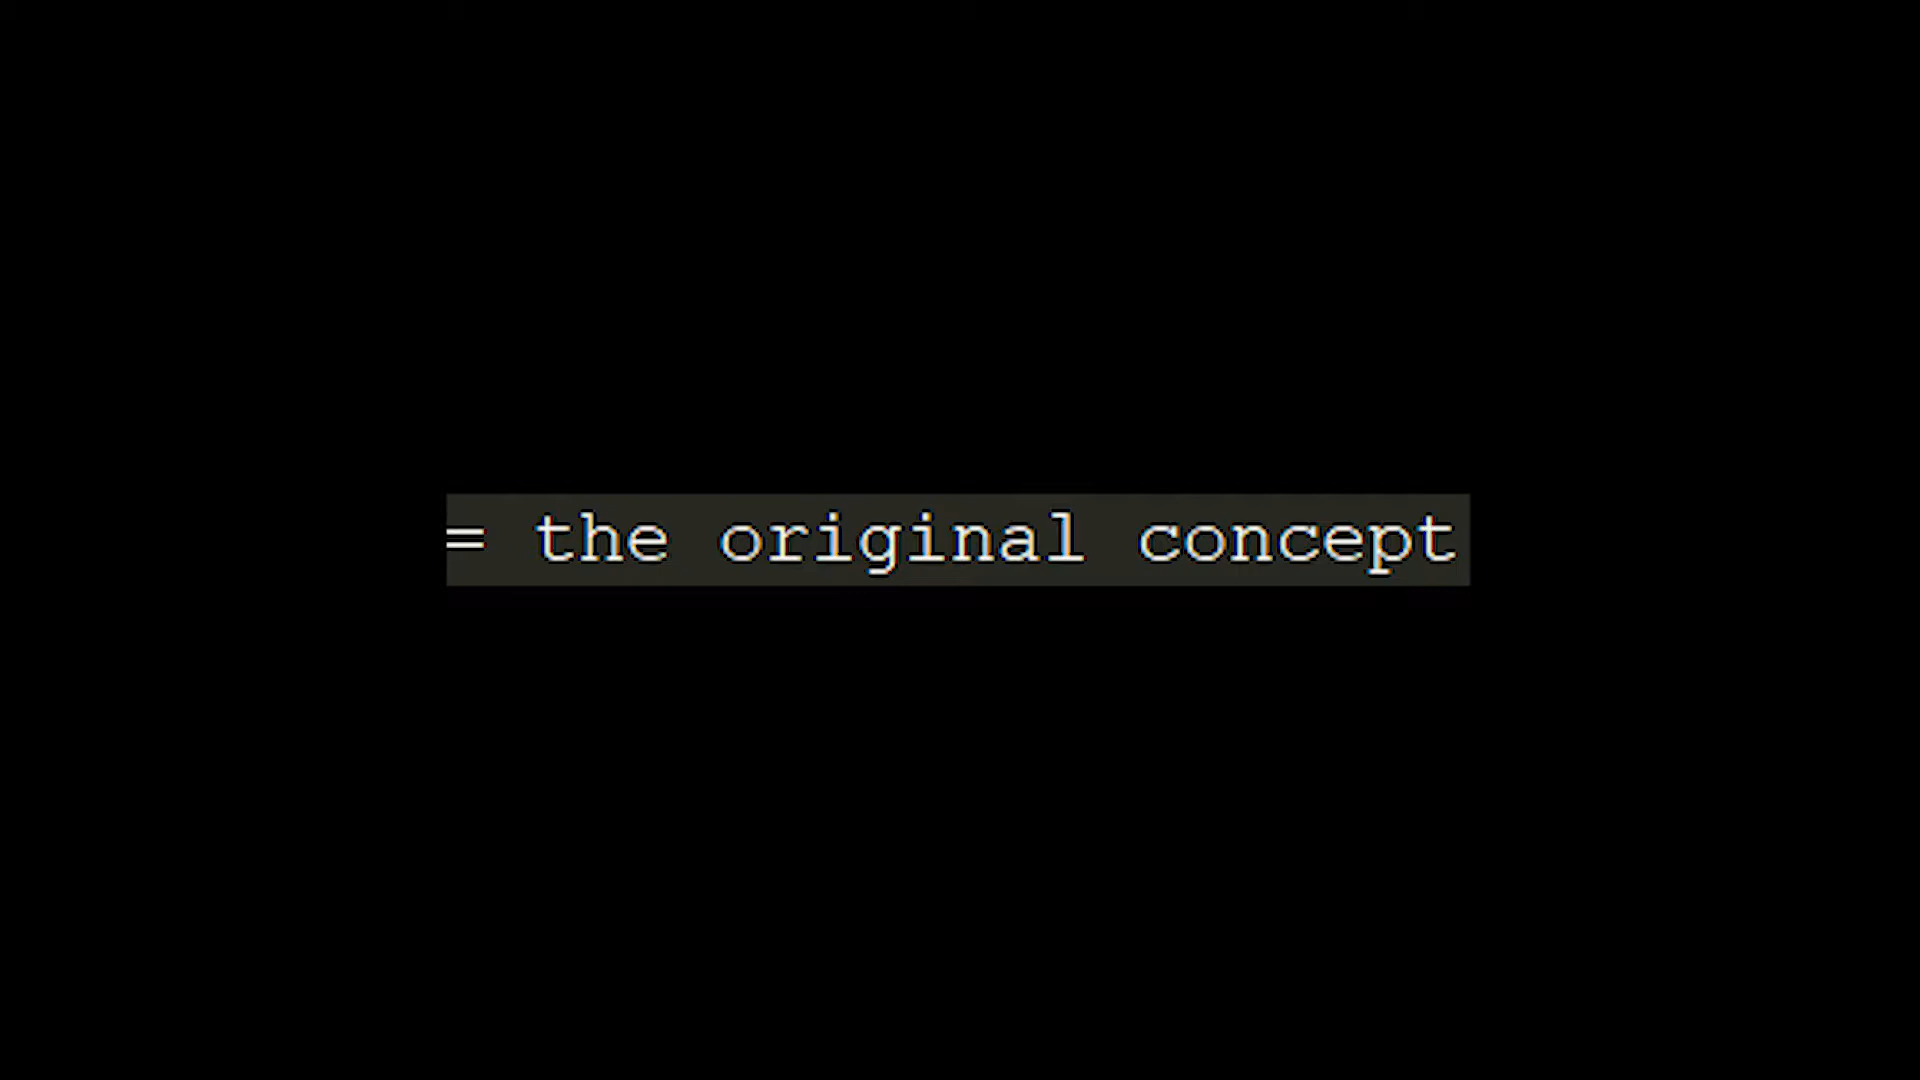 = the original concept